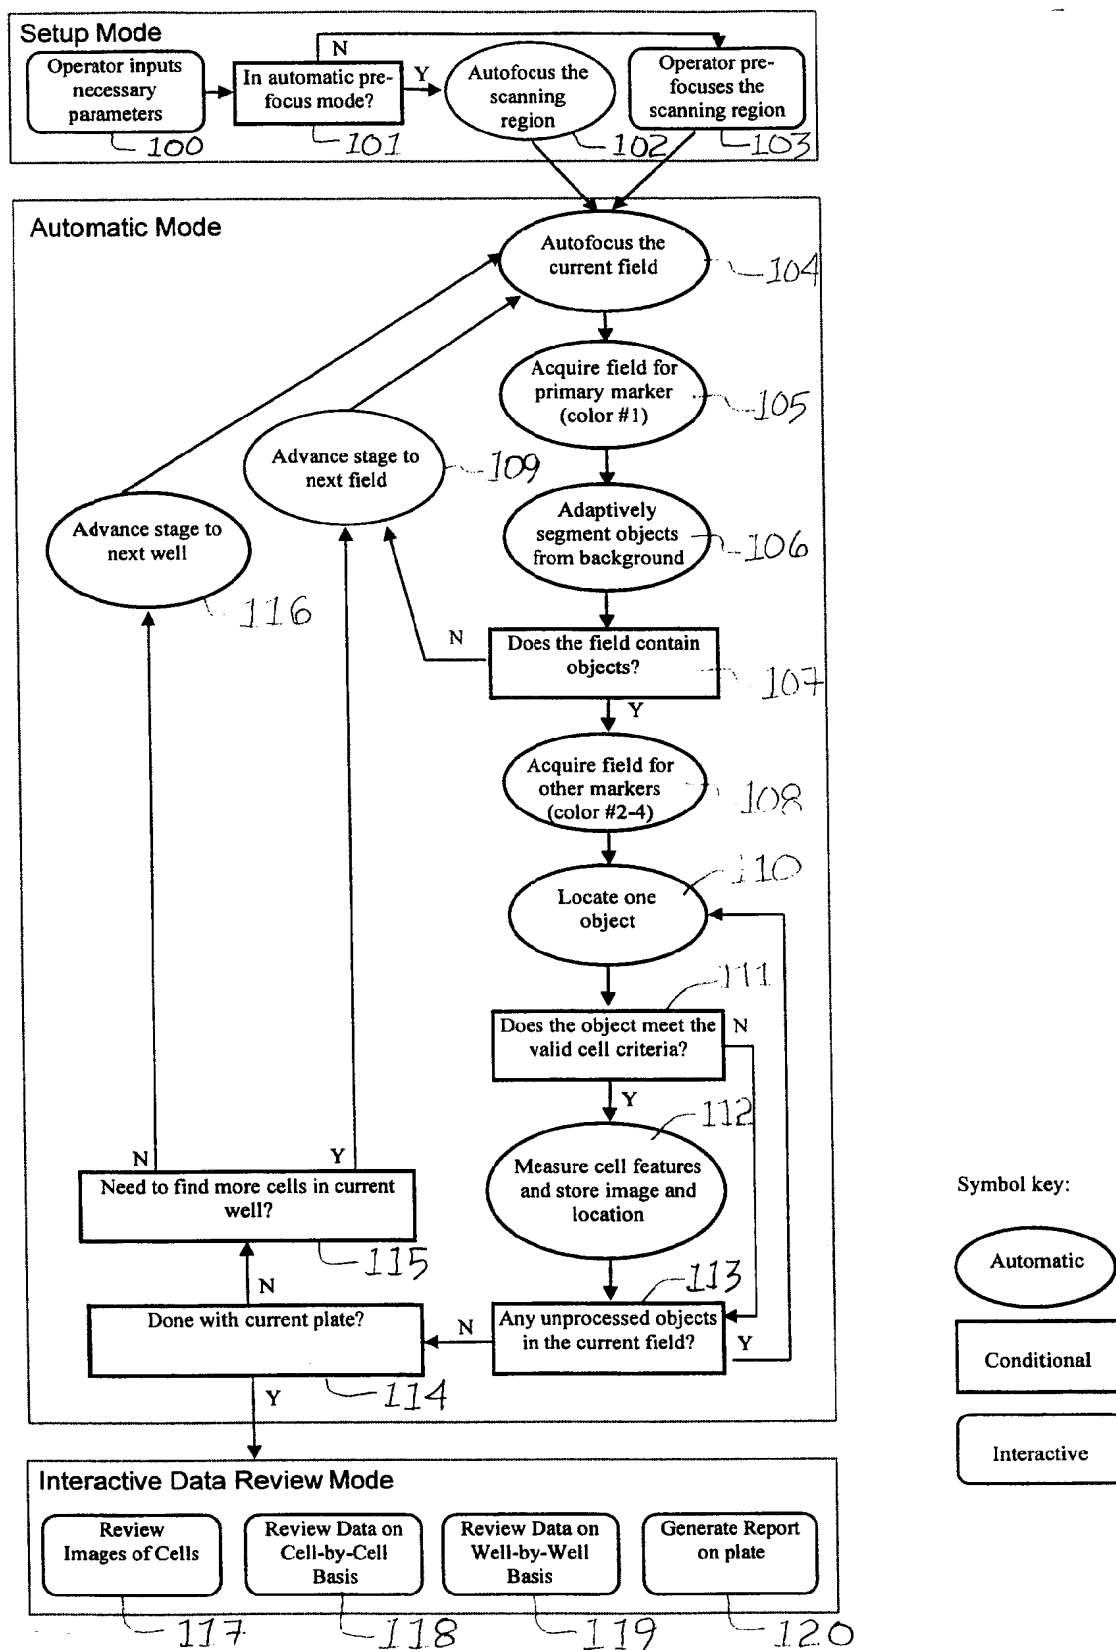 Setup Mode
Operator inputs
necessary
parameters
100
In automatic pre-
focus mode?
101
N
Y
Autofocus the
scanning
region
102
Operator pre-
focuses the
scanning region
103
Automatic Mode
Autofocus the
current field
104
Acquire field for
primary marker
(color #1)
105
Advance stage to
next field
109
Advance stage to
next well
116
Adaptively
segment objects
from background
106
N
Does the field contain
objects?
107
Y
Acquire field for
other markers
(color #2-4)
108
Locate one
object
110
Does the object meet the
valid cell criteria?
111
N
Y
Measure cell features
and store image and
location
112
N
Y
Need to find more cells in current
well?
115
N
Done with current plate?
114
Y
N
Any unprocessed objects
in the current field?
113
Y
Symbol key:
Automatic
Conditional
Interactive
Interactive Data Review Mode
Review
Images of Cells
117
Review Data on
Cell-by-Cell
Basis
118
Review Data on
Well-by-Well
Basis
119
Generate Report
on plate
120